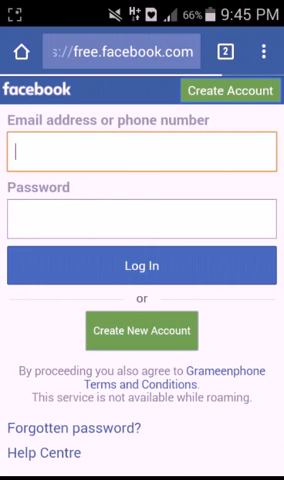 H+
66% 9:45 PM
s://free.facebook.com 2
facebook Create Account
Email address or phone number
Password
Log In
or
Create New Account
By proceeding you also agree to Grameenphone
Terms and Conditions.
This service is not available while roaming.
Forgotten password?
Help Centre